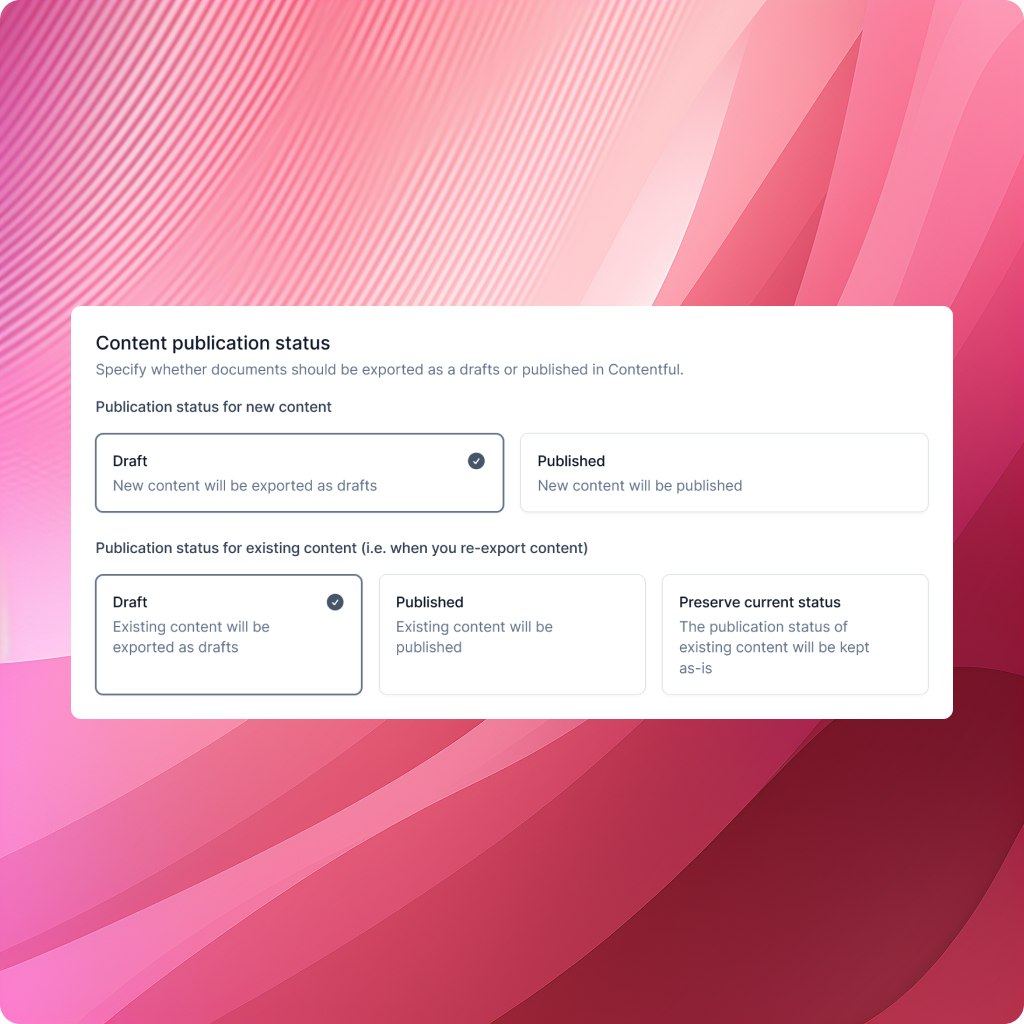 Content publication status
Specify whether documents should be exported as a drafts or published in Contentful.
Publication status for new content
Draft
New content will be exported as drafts
Published
New content will be published
Publication status for existing content (i.e. when you re-export content)
Draft
Existing content will be
exported as drafts
Published
Existing content will be
published
Preserve current status
The publication status of
existing content will be kept
as-is